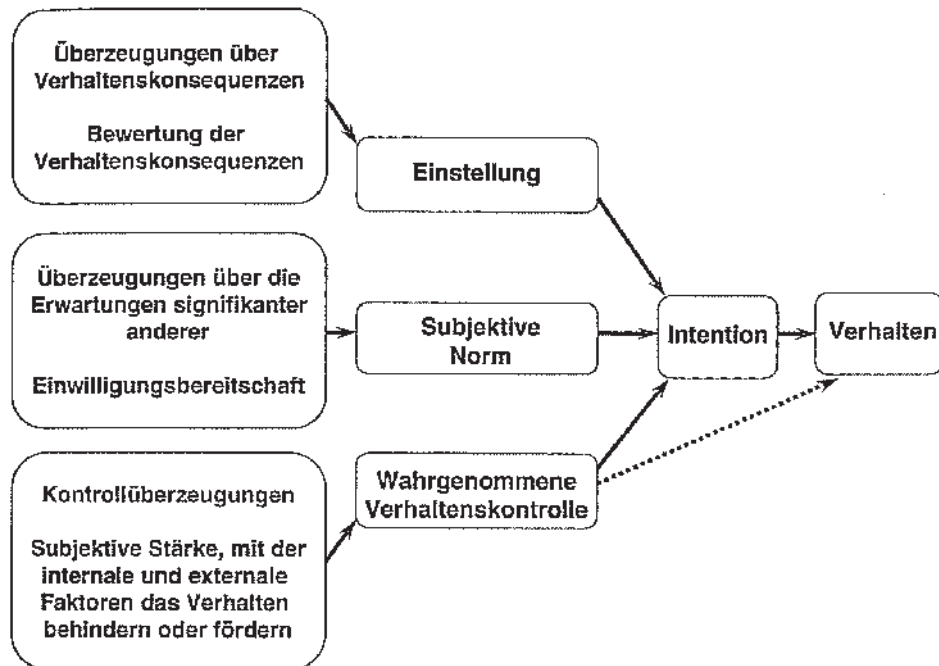 Überzeugungen über
Verhaltenskonsequenzen
Bewertung der
Verhaltenskonsequenzen
Einstellung
Überzeugungen über die
Erwartungen signifikanter
anderer
Einwilligungsbereitschaft
Subjektive
Norm
Intention
Verhalten
Kontrollüberzeugungen
Subjektive Stärke, mit der
internale und externale
Faktoren das Verhalten
behindern oder fördern
Wahrgenommene
Verhaltenskontrolle